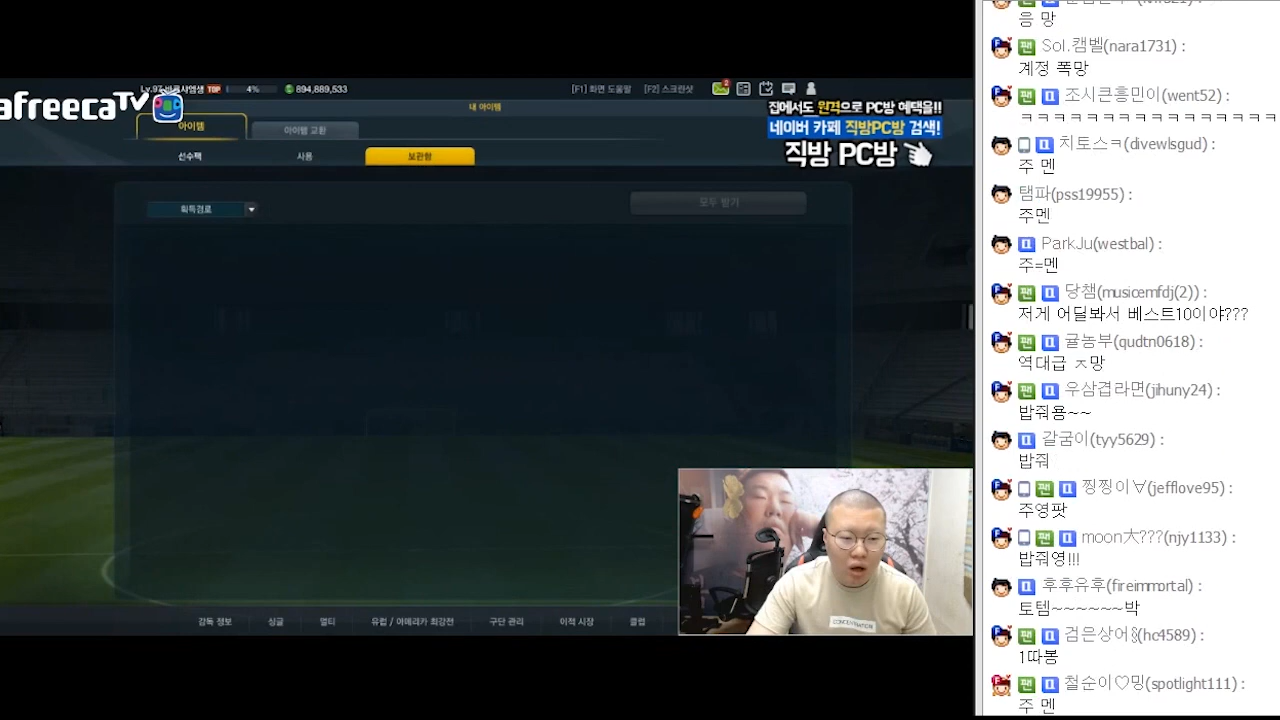 afreecaTV
TOP
4%
894,889,533
[F1] 화면 도움말
[F2] 스크린샷
2
내 아이템
아이템
아이템 교환
선수팩
사용
보관함
집에서도 원격으로 PC방 혜택을!!
네이버 카페 직방PC방 검색!
직방 PC방
획득경로
모두 받기
CONCENTRATION
감독 정보
싱글
유럽 / 아메리카 최강전
구단 관리
이적 시장
클럽
응 망
Sol.캠벨(nara1731) :
계정 폭망
조시큰흥민이(went52) :
ㅋㅋㅋㅋㅋㅋㅋㅋㅋㅋㅋㅋㅋㅋㅋㅋ
치토스ㅋ(divewlsgud) :
주 멘
탬파(pss19955) :
주멘
ParkJu(westbal) :
주=멘
당챔(musicemfdj(2)) :
저게 어딜봐서 베스트10이야???
귤농부(qudtn0618) :
역대급 ㅈ망
우삼겹라면(jihuny24) :
밥줘용~~
갈굼이(tyy5629) :
밥줘
찡찡이∀(jefflove95) :
주영팟
moon大???(njy1133) :
밥줘영!!!
후후유후(fireimmortal) :
토템~~~~~~박
검은상어(hc4589) :
1따봉
철순이♡밍(spotlight111) :
주 멘